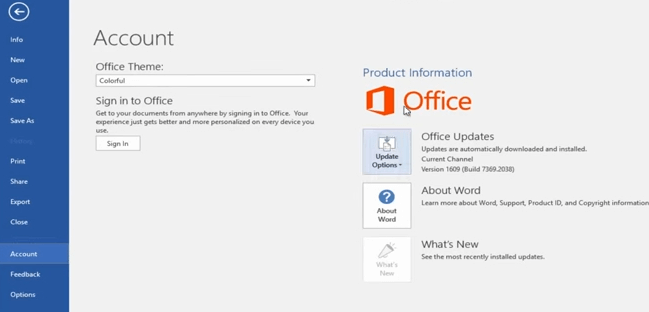 Info
New
Open
Save
Save As
Print
Share
Export
Close
Account
Feedback
Options
Account
Office Theme:
Colorful
Sign in to Office
Get to your documents from anywhere by signing in to Office. Your
experience just gets better and more personalized on every device you
use.
Sign In
Product Information
Office
Update
Options
Office Updates
Updates are automatically downloaded and installed.
Current Channel
Version 1609 (Build 7369.2038)
About
Word
About Word
Learn more about Word, Support, Product ID, and Copyright information
What's
New
What's New
See the most recently installed updates.